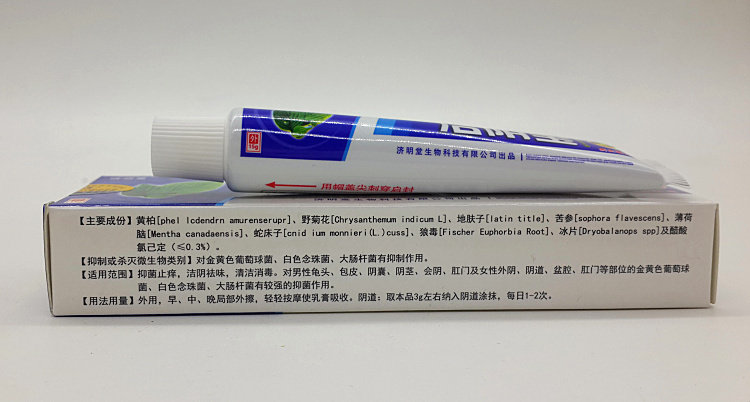 外
15g
济明堂生物科技有限公司出品
用帽盖尖刺穿启封
【主要成份】黄柏[phel lcdendrn amurenserupr]、野菊花[Chrysanthemum indicum L]、地肤子[latin title]、苦参[sophora flavescens]、薄荷
脑[Mentha canadaensis]、蛇床子[cnid ium monnieri(L.)cuss]、狼毒[Fischer Euphorbia Root]、冰片[Dryobalanops spp]及醋酸
氯己定（≤0.3%）。
【抑制或杀灭微生物类别】对金黄色葡萄球菌、白色念珠菌、大肠杆菌有抑制作用。
【适用范围】抑菌止痒，洁阴祛味，清洁消毒。对男性龟头、包皮、阴囊、阴茎、会阴、肛门及女性外阴、阴道、盆腔、肛门等部位的金黄色葡萄球
菌、白色念珠菌、大肠杆菌有较强的抑菌作用。
【用法用量】外用，早、中、晚局部外擦，轻轻按摩使乳膏吸收。阴道：取本品3g左右纳入阴道涂抹，每日1-2次。